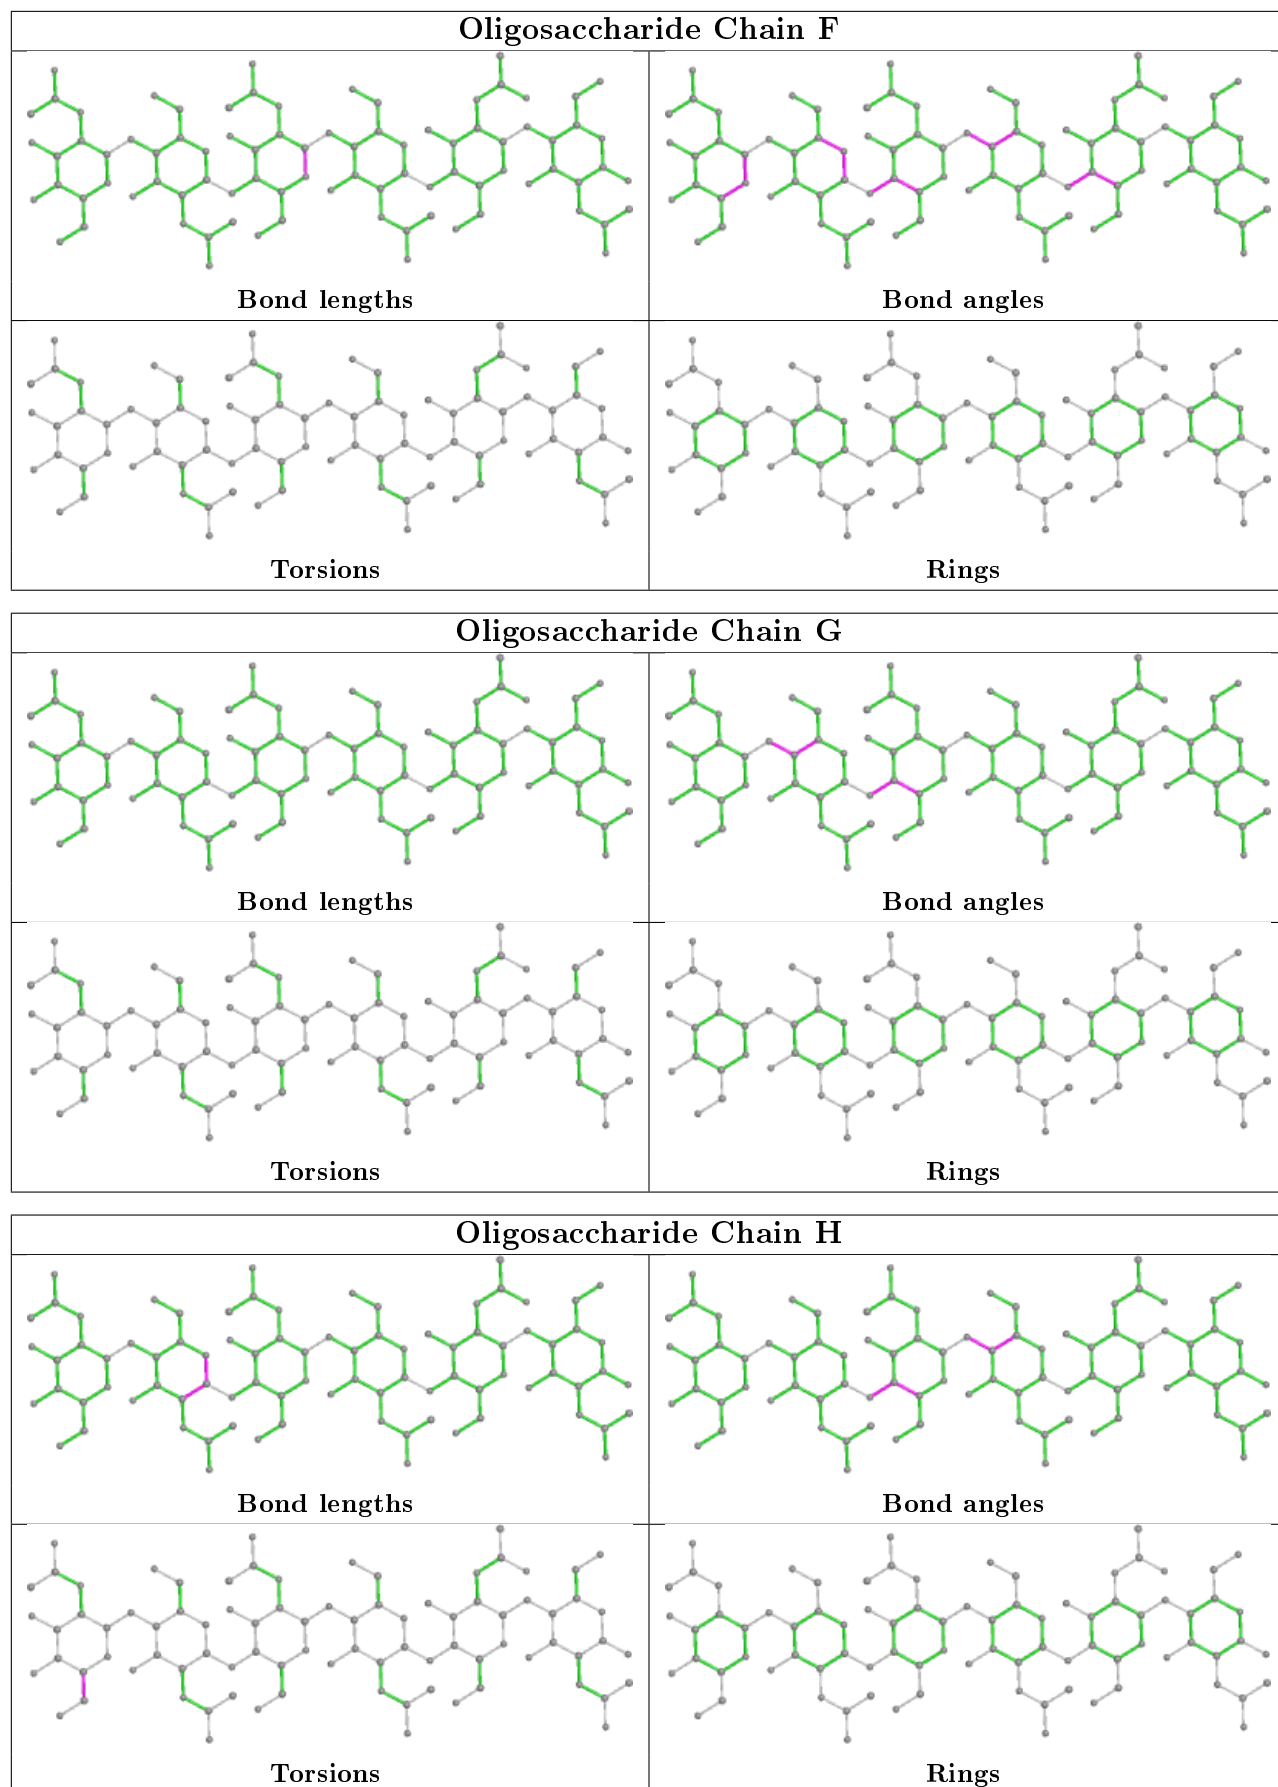 Oligosaccharide Chain F
Bond lengths
Bond angles
Torsions
Rings
Oligosaccharide Chain G
Bond lengths
Bond angles
Torsions
Rings
Oligosaccharide Chain H
Bond lengths
Bond angles
Torsions
Rings